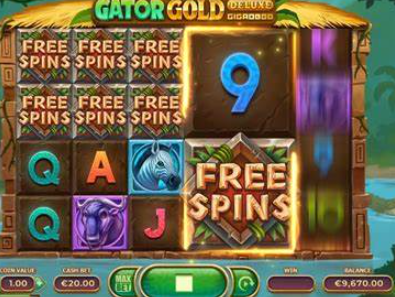 GATOR GOLD DELUXE
GIGABLOX
FREE SPINS FREE SPINS FREE SPINS
9
FREE SPINS FREE SPINS FREE SPINS
Q A
FREE SPINS
Q J
COIN VALUE CASH BET MAX BET WIN BALANCE
1.00 €20.00 €9,670.00